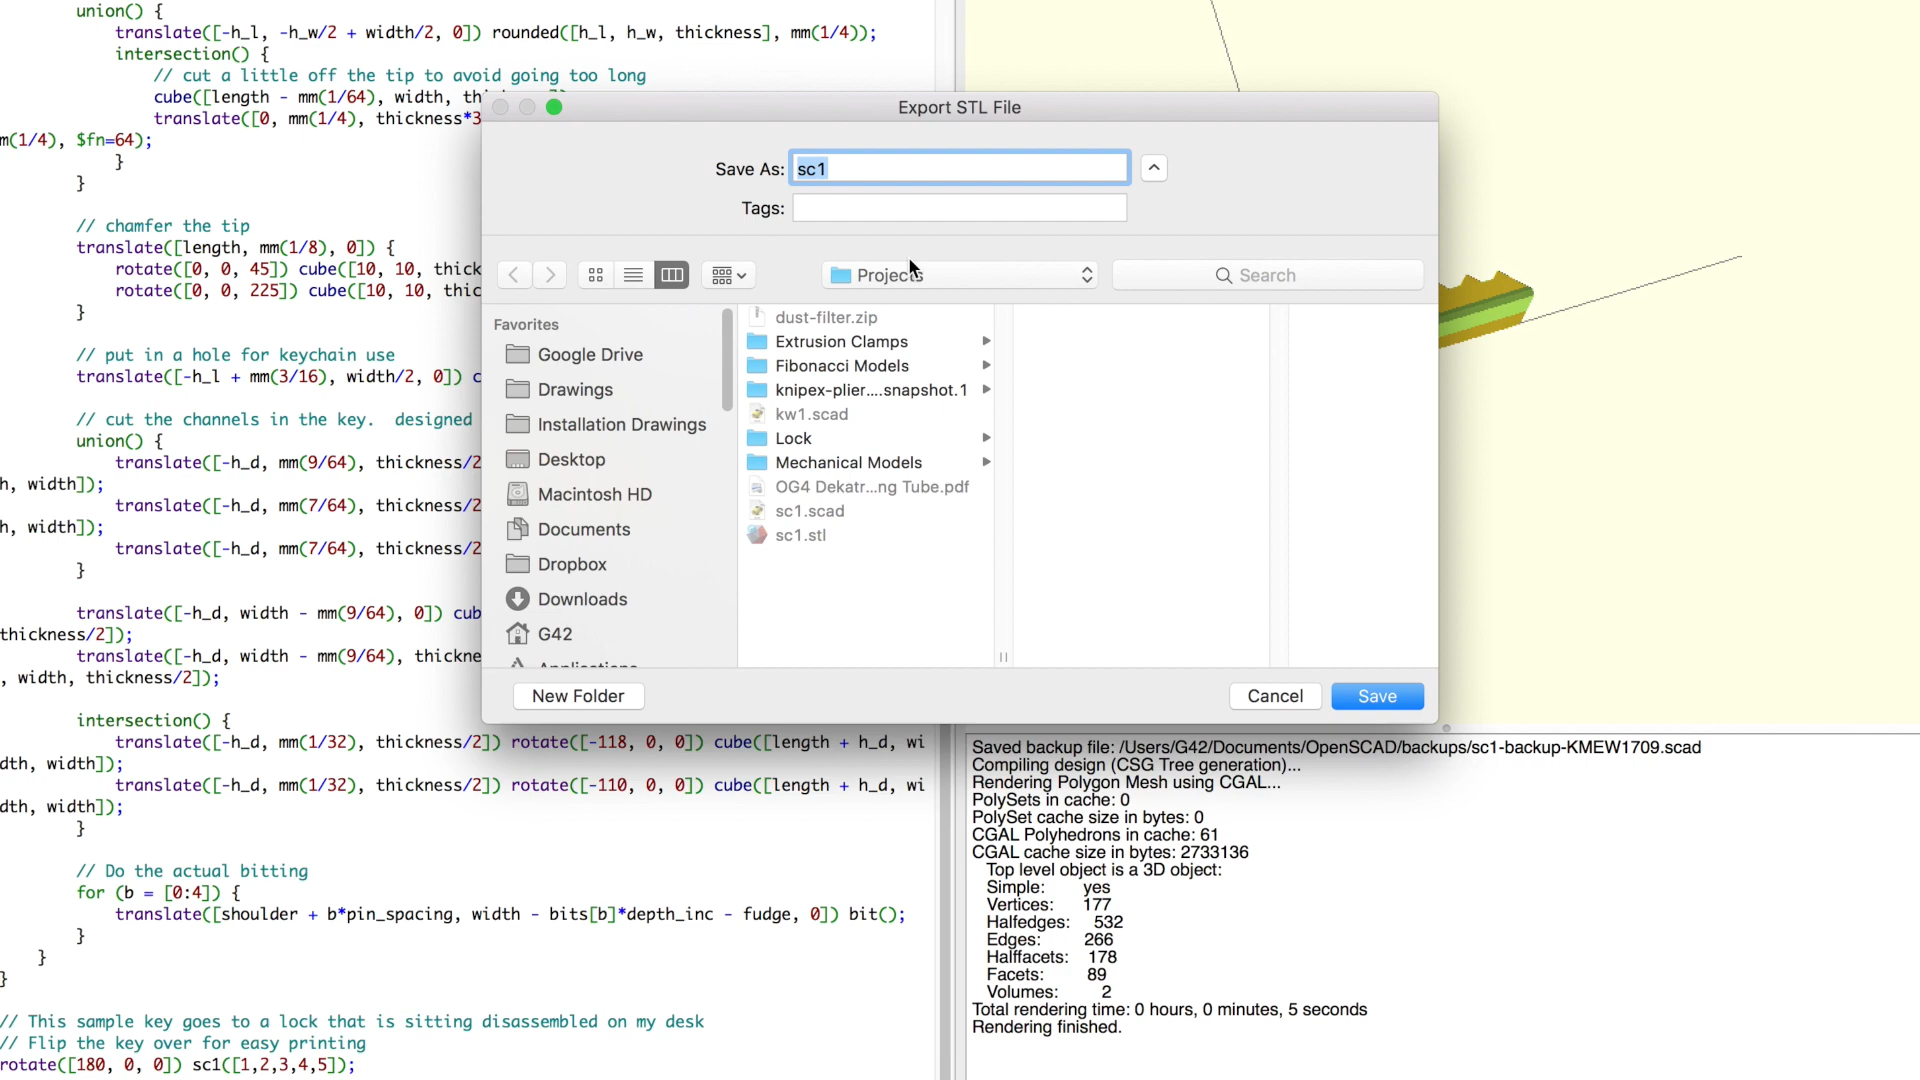 union() {
translate([-h_l, -h_w/2 + width/2, 0]) rounded([h_l, h_w, thickness], mm(1/4));
intersection() {
// cut a little off the tip to avoid going too long
cube([length - mm(1/64), width,
translate([0, mm(1/4), thickness*3
m(1/4), $fn=64);
}
}
// chamfer the tip
translate([length, mm(1/8), 0]) {
rotate([0, 0, 45]) cube([10, 10, thick
rotate([0, 0, 225]) cube([10, 10, thic
}
// put in a hole for keychain use
translate([-h_l + mm(3/16), width/2, 0]) c
// cut the channels in the key.  designed
union() {
translate([-h_d, mm(9/64), thickness/2
h, width]);
translate([-h_d, mm(7/64), thickness/2
h, width]);
translate([-h_d, mm(7/64), thickness/2
}
translate([-h_d, width - mm(9/64), 0]) cub
thickness/2]);
translate([-h_d, width - mm(9/64), thickne
, width, thickness/2]);
intersection() {
translate([-h_d, mm(1/32), thickness/2]) rotate([-118, 0, 0]) cube([length + h_d, wi
dth, width]);
translate([-h_d, mm(1/32), thickness/2]) rotate([-110, 0, 0]) cube([length + h_d, wi
dth, width]);
}
// Do the actual bitting
for (b = [0:4]) {
translate([shoulder + b*pin_spacing, width - bits[b]*depth_inc - fudge, 0]) bit();
}
}
}
// This sample key goes to a lock that is sitting disassembled on my desk
// Flip the key over for easy printing
rotate([180, 0, 0]) sc1([1,2,3,4,5]);
Export STL File
Save As: sc1
Tags:
Projects
Search
Favorites
Google Drive
Drawings
Installation Drawings
Desktop
Macintosh HD
Documents
Dropbox
Downloads
G42
Applications
dust-filter.zip
Extrusion Clamps
Fibonacci Models
knipex-plier....snapshot.1
kw1.scad
Lock
Mechanical Models
OG4 Dekatr...ng Tube.pdf
sc1.scad
sc1.stl
New Folder
Cancel
Save
Saved backup file: /Users/G42/Documents/OpenSCAD/backups/sc1-backup-KMEW1709.scad
Compiling design (CSG Tree generation)...
Rendering Polygon Mesh using CGAL...
PolySets in cache: 0
PolySet cache size in bytes: 0
CGAL Polyhedrons in cache: 61
CGAL cache size in bytes: 2733136
Top level object is a 3D object:
Simple: yes
Vertices: 177
Halfedges: 532
Edges: 266
Halffacets: 178
Facets: 89
Volumes: 2
Total rendering time: 0 hours, 0 minutes, 5 seconds
Rendering finished.